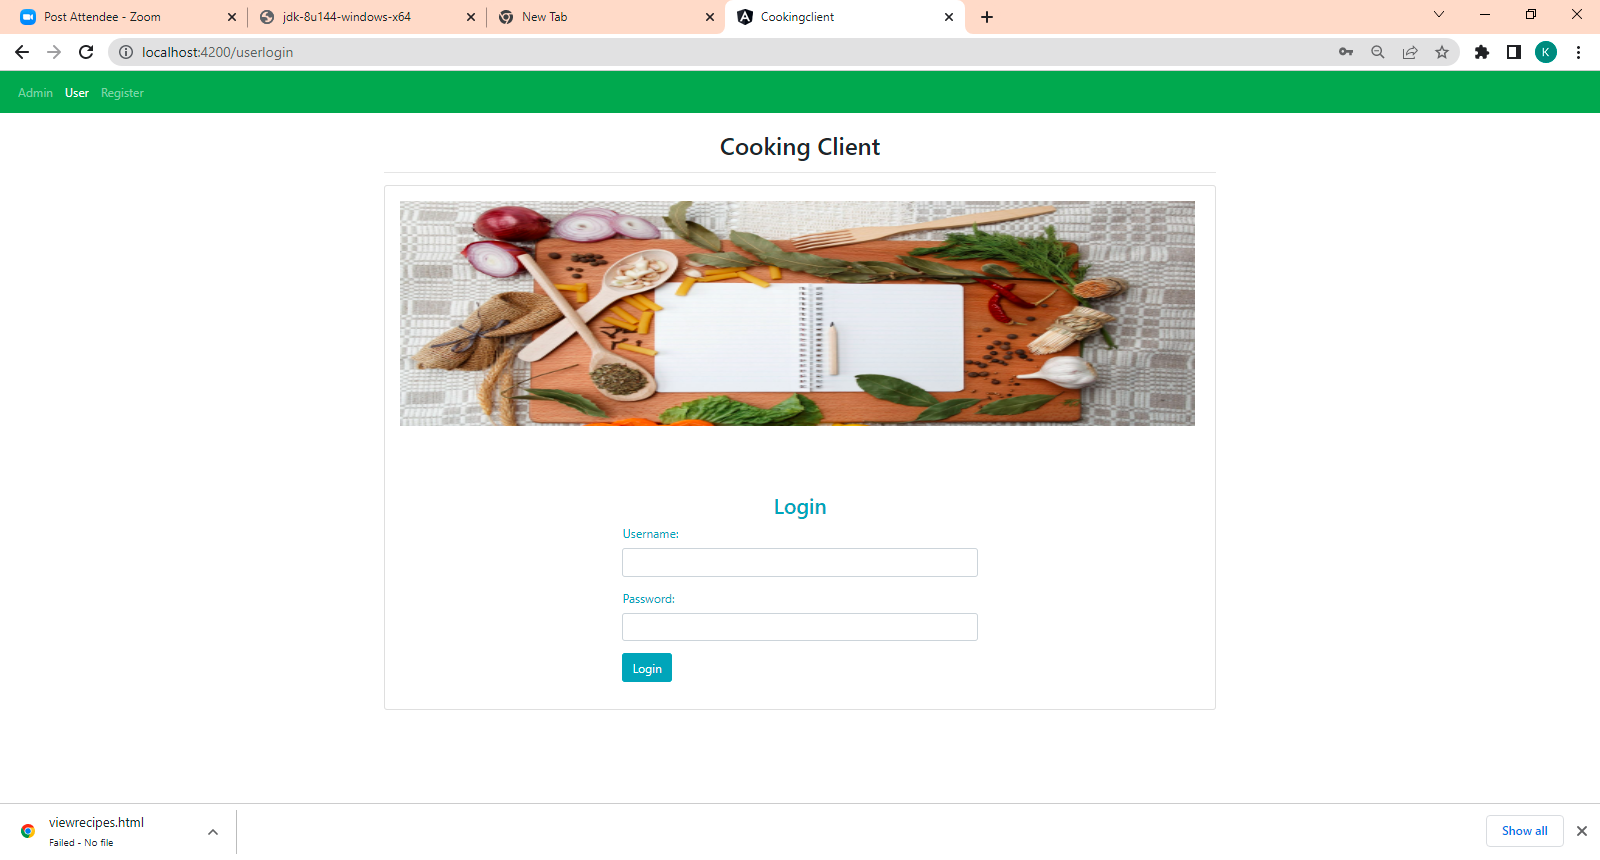 Post Attendee - Zoom
jdk-8u144-windows-x64
New Tab
Cookingclient
localhost:4200/userlogin
K
Admin User Register
Cooking Client
Login
Username:
Password:
Login
viewrecipes.html
Failed - No file
Show all